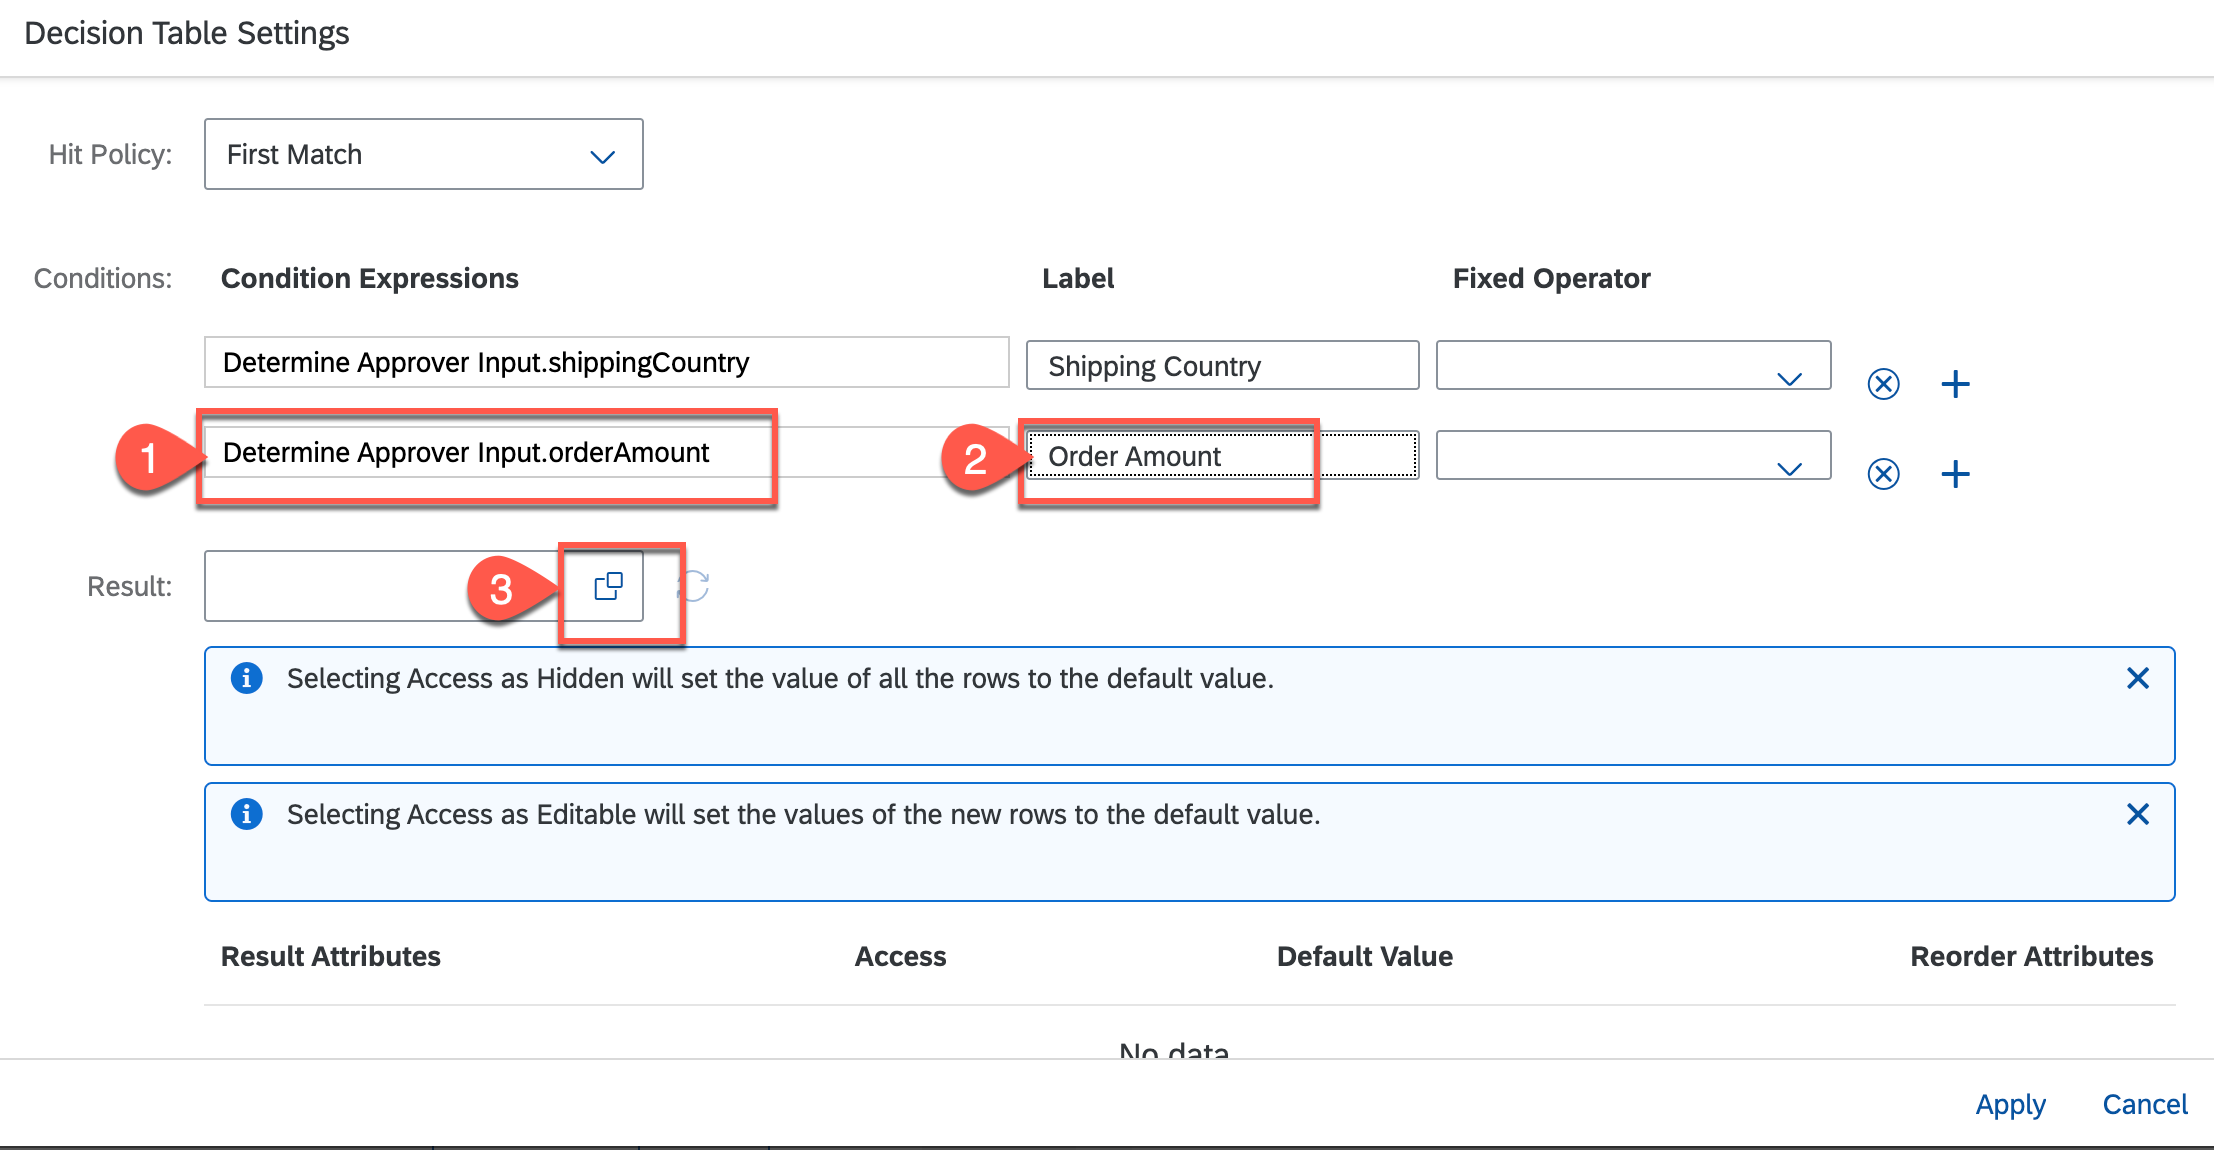 Decision Table Settings
Hit Policy: First Match
Conditions: Condition Expressions Label Fixed Operator
Determine Approver Input.shippingCountry Shipping Country
1 Determine Approver Input.orderAmount 2 Order Amount
Result: 3
Selecting Access as Hidden will set the value of all the rows to the default value.
Selecting Access as Editable will set the values of the new rows to the default value.
Result Attributes Access Default Value Reorder Attributes
No data
Apply Cancel